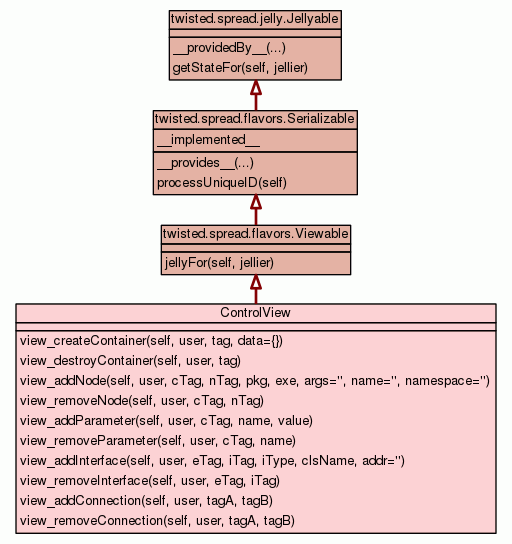 twisted.spread.jelly.Jellyable
__providedBy__(...)
getStateFor(self, jellier)
twisted.spread.flavors.Serializable
__implemented__
__provides__(...)
processUniqueID(self)
twisted.spread.flavors.Viewable
jellyFor(self, jellier)
ControlView
view_createContainer(self, user, tag, data={})
view_destroyContainer(self, user, tag)
view_addNode(self, user, cTag, nTag, pkg, exe, args='', name='', namespace='')
view_removeNode(self, user, cTag, nTag)
view_addParameter(self, user, cTag, name, value)
view_removeParameter(self, user, cTag, name)
view_addInterface(self, user, eTag, iTag, iType, clsName, addr='')
view_removeInterface(self, user, eTag, iTag)
view_addConnection(self, user, tagA, tagB)
view_removeConnection(self, user, tagA, tagB)